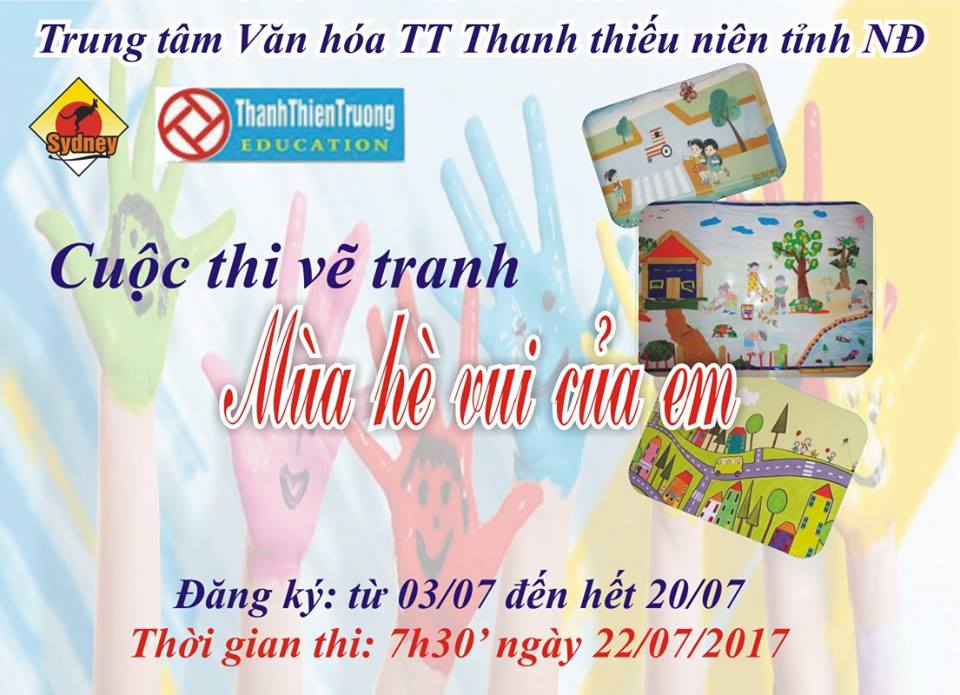 Trung tâm Văn hóa TT Thanh thiếu niên tỉnh NĐ
Sydney
ThanhThienTruong
EDUCATION
Cuộc thi vẽ tranh
Mùa hè vui của em
Đăng ký: từ 03/07 đến hết 20/07
Thời gian thi: 7h30’ ngày 22/07/2017